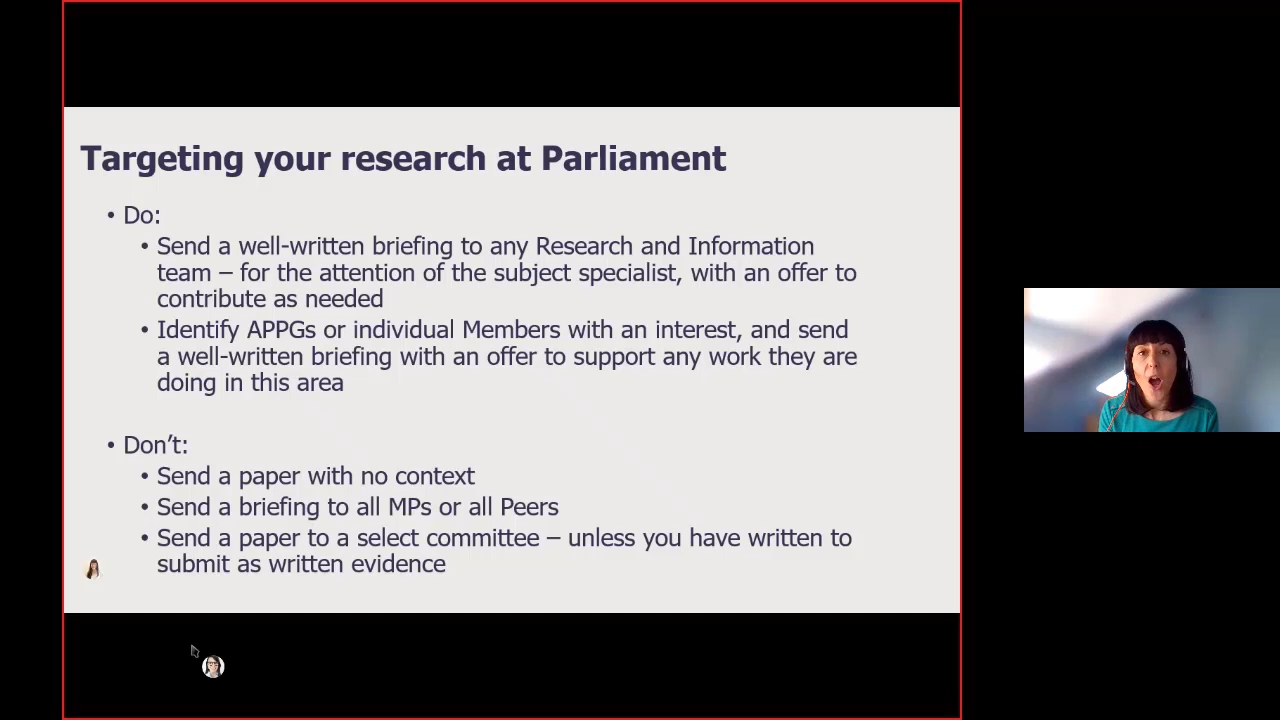 Targeting your research at Parliament
• Do:
• Send a well-written briefing to any Research and Information
team – for the attention of the subject specialist, with an offer to
contribute as needed
• Identify APPGs or individual Members with an interest, and send
a well-written briefing with an offer to support any work they are
doing in this area
• Don’t:
• Send a paper with no context
• Send a briefing to all MPs or all Peers
• Send a paper to a select committee – unless you have written to
submit as written evidence